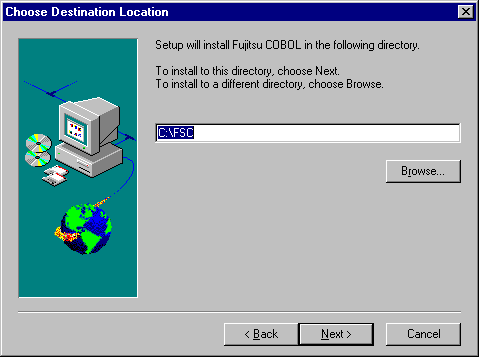 Choose Destination Location
Setup will install Fujitsu COBOL in the following directory.
To install to this directory, choose Next.
To install to a different directory, choose Browse.
C:\FSC
Browse...
< Back
Next >
Cancel